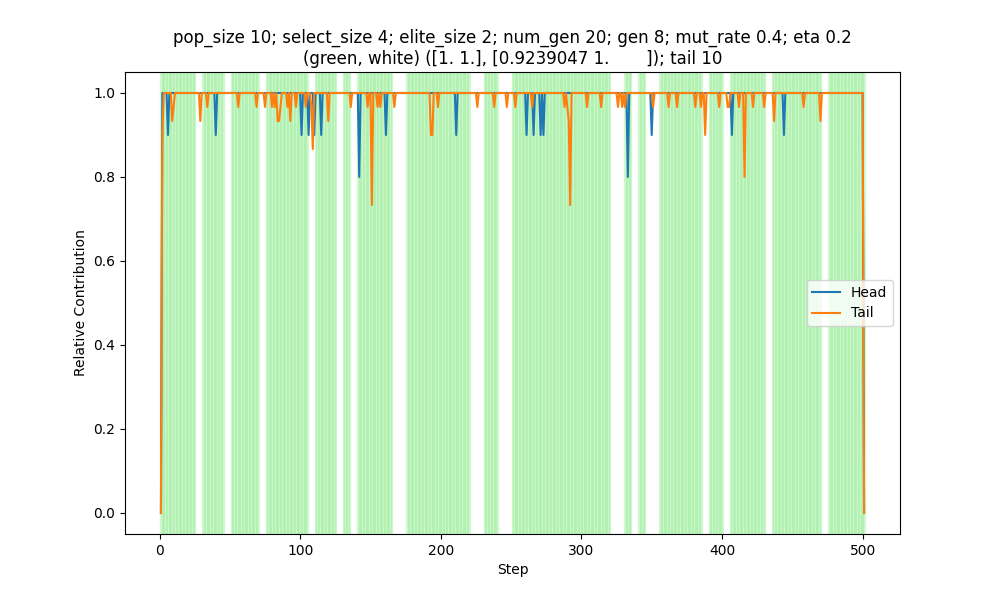 pop_size 10; select_size 4; elite_size 2; num_gen 20; gen 8; mut_rate 0.4; eta 0.2
(green, white) ([1. 1.], [0.9239047 1.        ]); tail 10
1.0
0.8
0.6
0.4
0.2
0.0
Relative Contribution
Head
Tail
0
100
200
300
400
500
Step